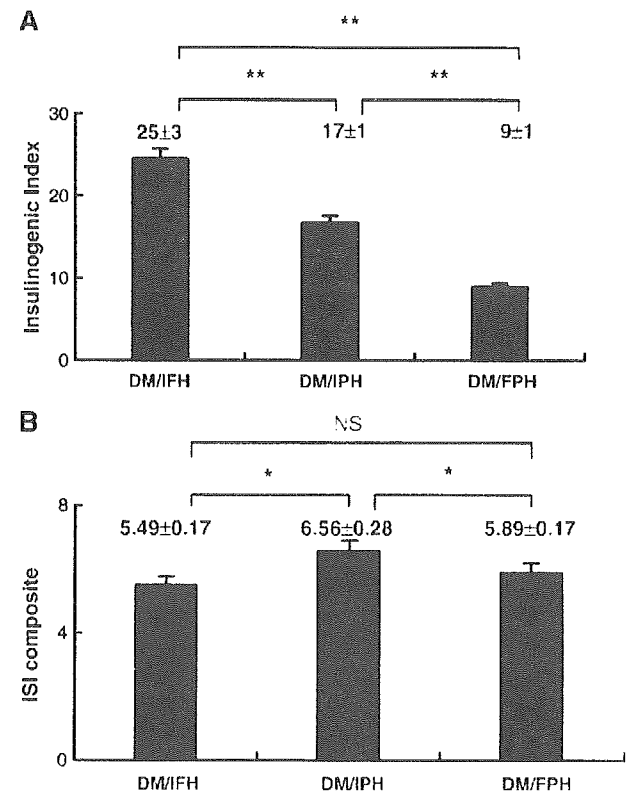 A
**
** **
30
25±3 17±1 9±1
20
10
0
Insulinogenic Index
DM/IFH DM/IPH DM/FPH
B
NS
* *
8
5.49±0.17 6.56±0.28 5.89±0.17
4
0
ISI composite
DM/IFH DM/IPH DM/FPH